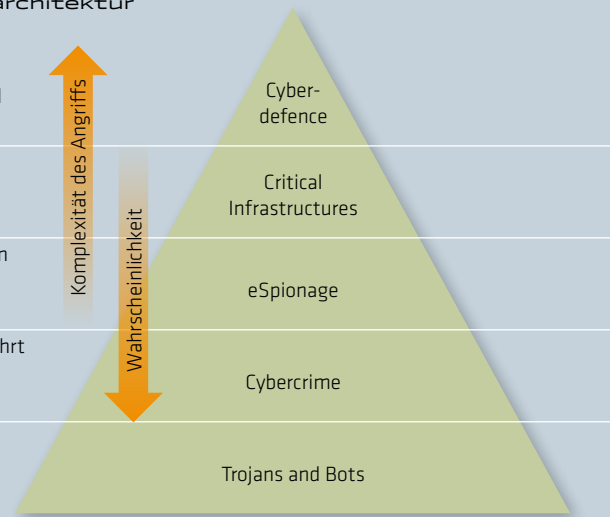 architektur
Komplexität des Angriffs
Wahrscheinlichkeit
Cyber-
defence
Critical
Infrastructures
eSpionage
Cybercrime
Trojans and Bots